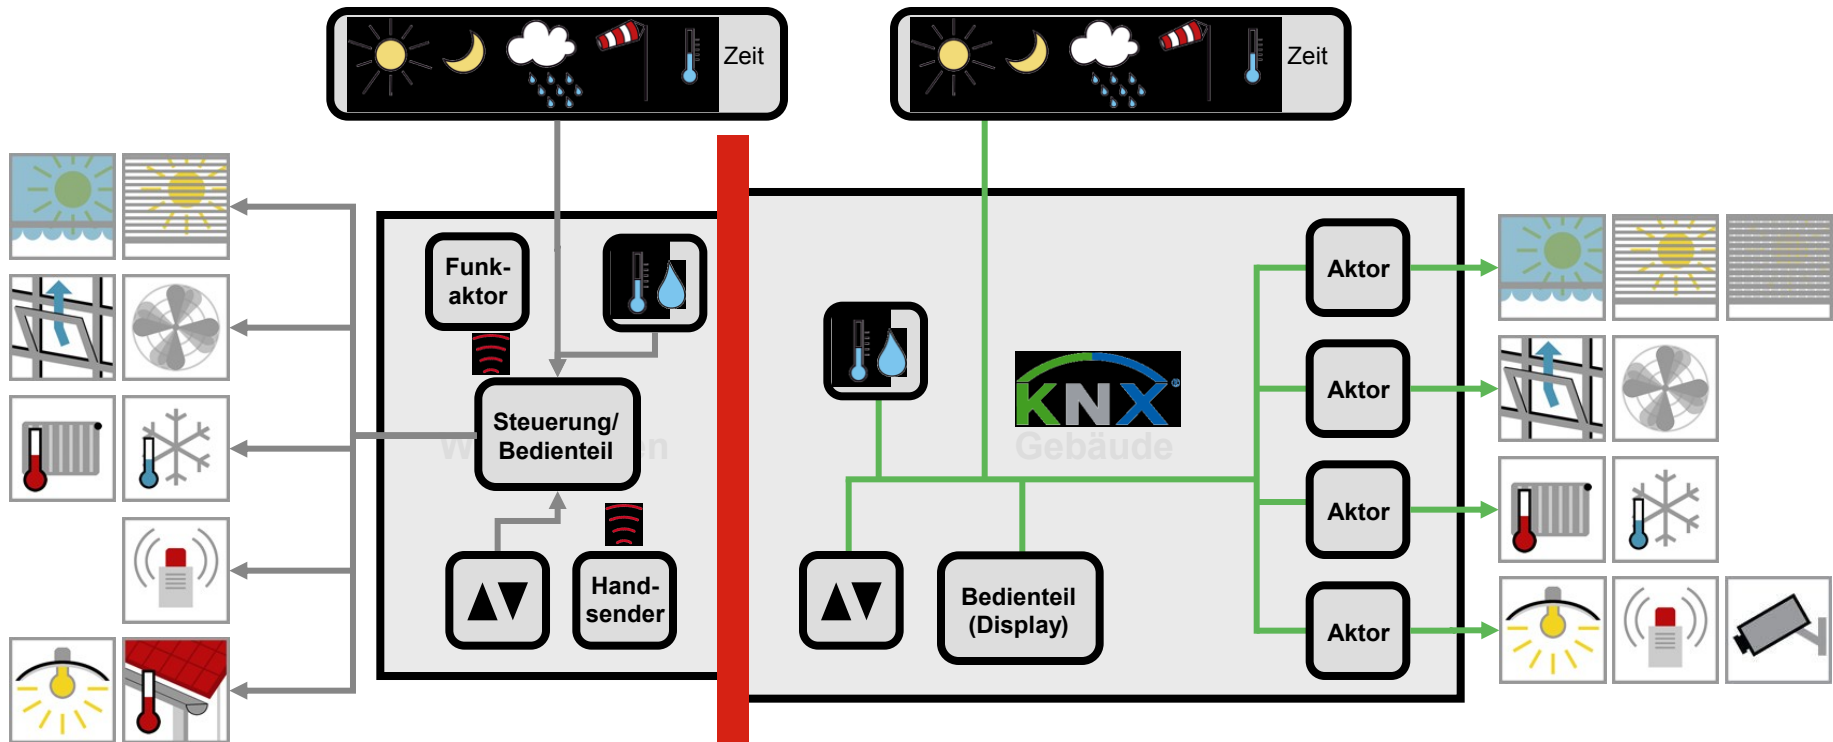 Zeit
Zeit
Funk-
aktor
Steuerung/
Bedienteil
Hand-
sender
KNX®
Gebäude
Bedienteil
(Display)
Aktor
Aktor
Aktor
Aktor